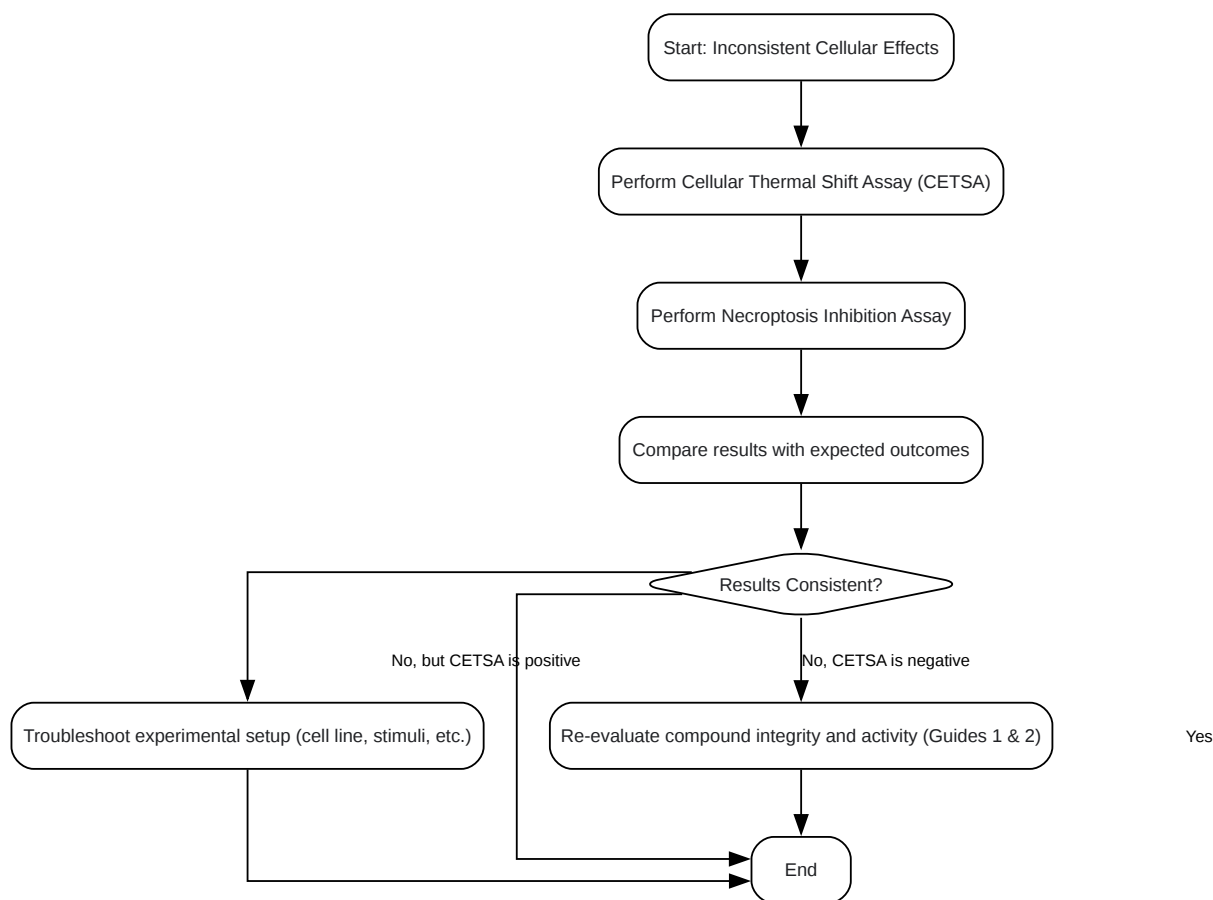 Start: Inconsistent Cellular Effects
Perform Cellular Thermal Shift Assay (CETSA)
Perform Necroptosis Inhibition Assay
Compare results with expected outcomes
Results Consistent?
No, but CETSA is positive
No, CETSA is negative
Troubleshoot experimental setup (cell line, stimuli, etc.)
Re-evaluate compound integrity and activity (Guides 1 & 2)
Yes
End